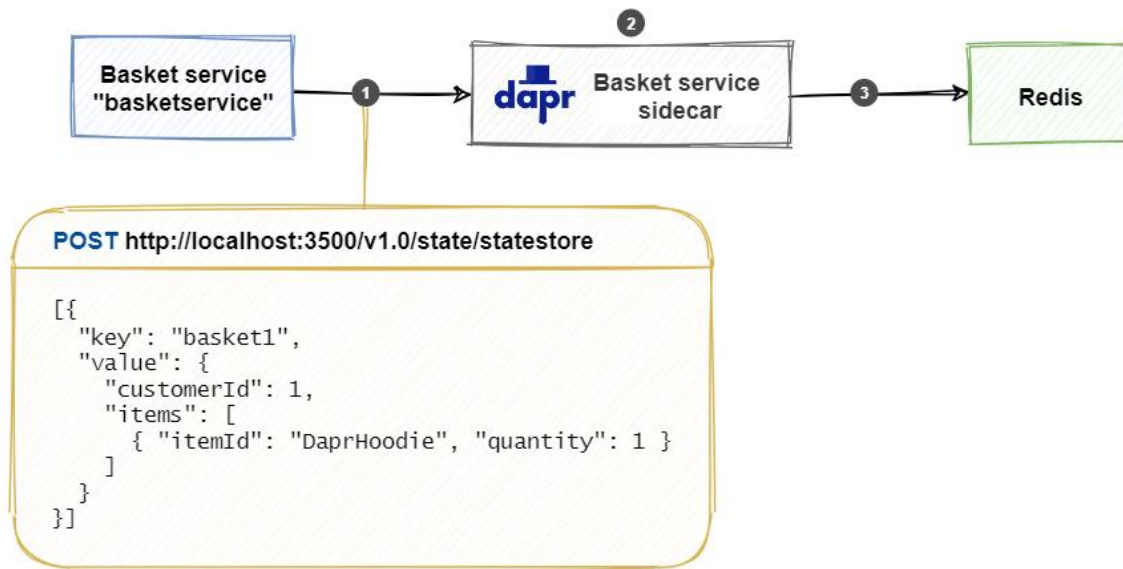 2
Basket service
"basketservice"
1
dapr
Basket service
sidecar
3
Redis
POST http://localhost:3500/v1.0/state/statestore
[{
  "key": "basket1",
  "value": {
    "customerId": 1,
    "items": [
      { "itemId": "DaprHoodie", "quantity": 1 }
    ]
  }
}]